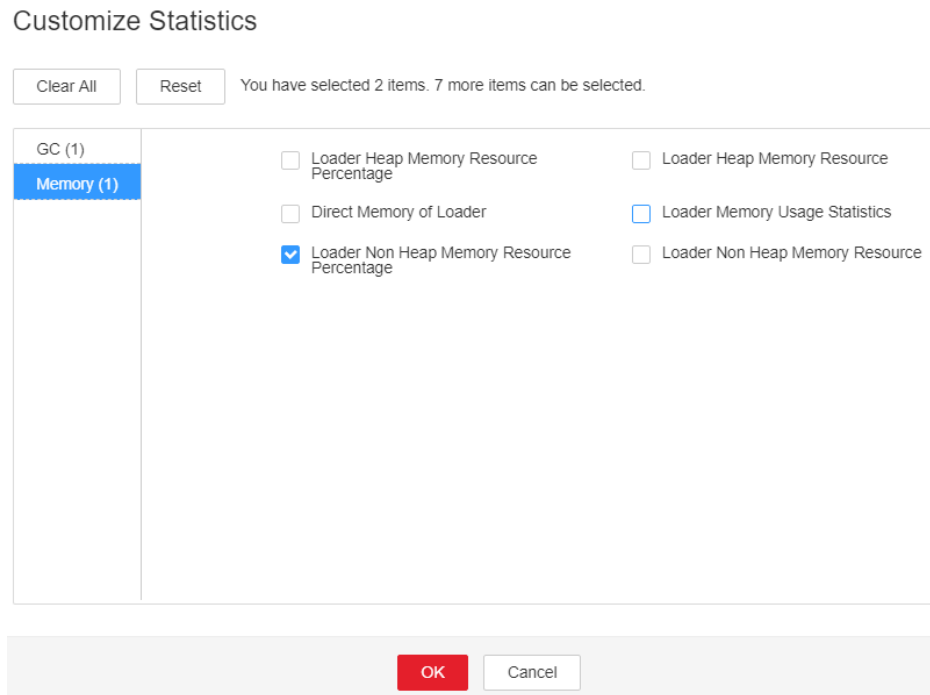 Customize Statistics
Clear All
Reset
You have selected 2 items. 7 more items can be selected.
GC (1)
Memory (1)
Loader Heap Memory Resource
Percentage
Loader Heap Memory Resource
Direct Memory of Loader
Loader Memory Usage Statistics
Loader Non Heap Memory Resource
Percentage
Loader Non Heap Memory Resource
OK
Cancel